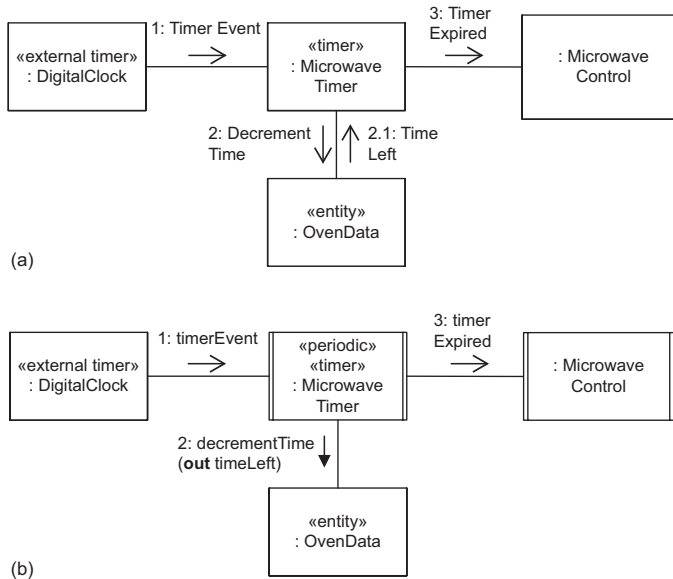 1: Timer Event
3: Timer
Expired
«external timer»
: DigitalClock
«timer»
: Microwave
Timer
: Microwave
Control
2: Decrement
Time
2.1: Time
Left
«entity»
: OvenData
(a)
1: timerEvent
3: timer
Expired
«external timer»
: DigitalClock
«periodic»
«timer»
: Microwave
Timer
: Microwave
Control
2: decrementTime
(out timeLeft)
«entity»
: OvenData
(b)